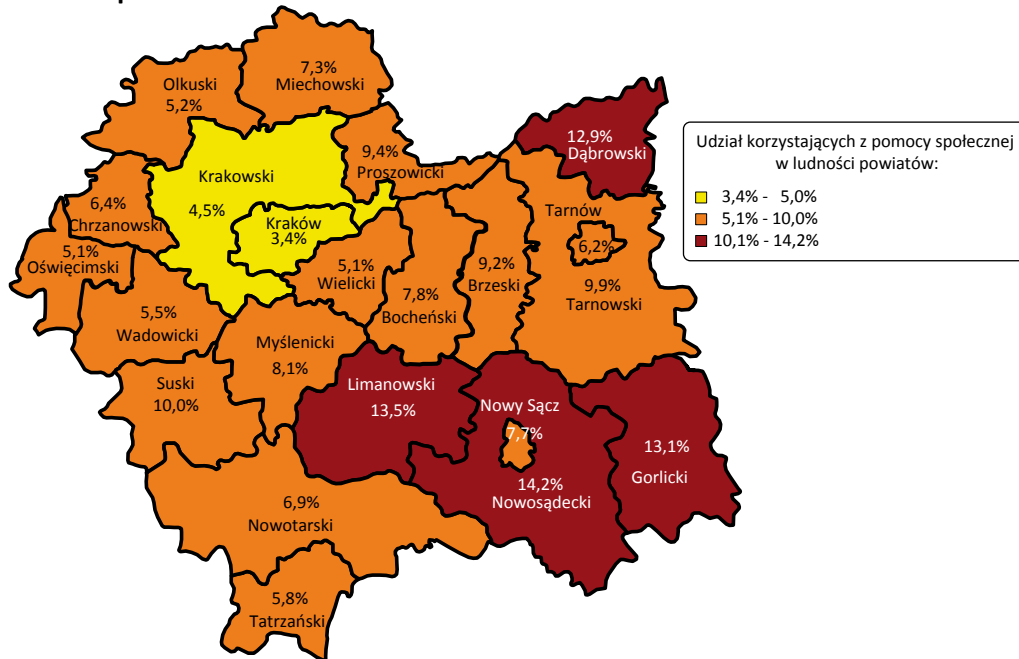 7,3%
Miechowski
Olkuski
5,2%
12,9%
Dąbrowski
9,4%
Proszowicki
Krakowski
4,5%
6,4%
Chrzanowski
Kraków
3,4%
Tarnów
6,2%
9,9%
Tarnowski
5,1%
Oświęcimski
5,1%
Wielicki
9,2%
Brzeski
7,8%
Bocheński
5,5%
Wadowicki
Myślenicki
8,1%
Suski
10,0%
Limanowski
13,5%
Nowy Sącz
7,7%
13,1%
Gorlicki
14,2%
Nowosądecki
6,9%
Nowotarski
5,8%
Tatrzański
Udział korzystających z pomocy społecznej
w ludności powiatów:
3,4% - 5,0%
5,1% - 10,0%
10,1% - 14,2%